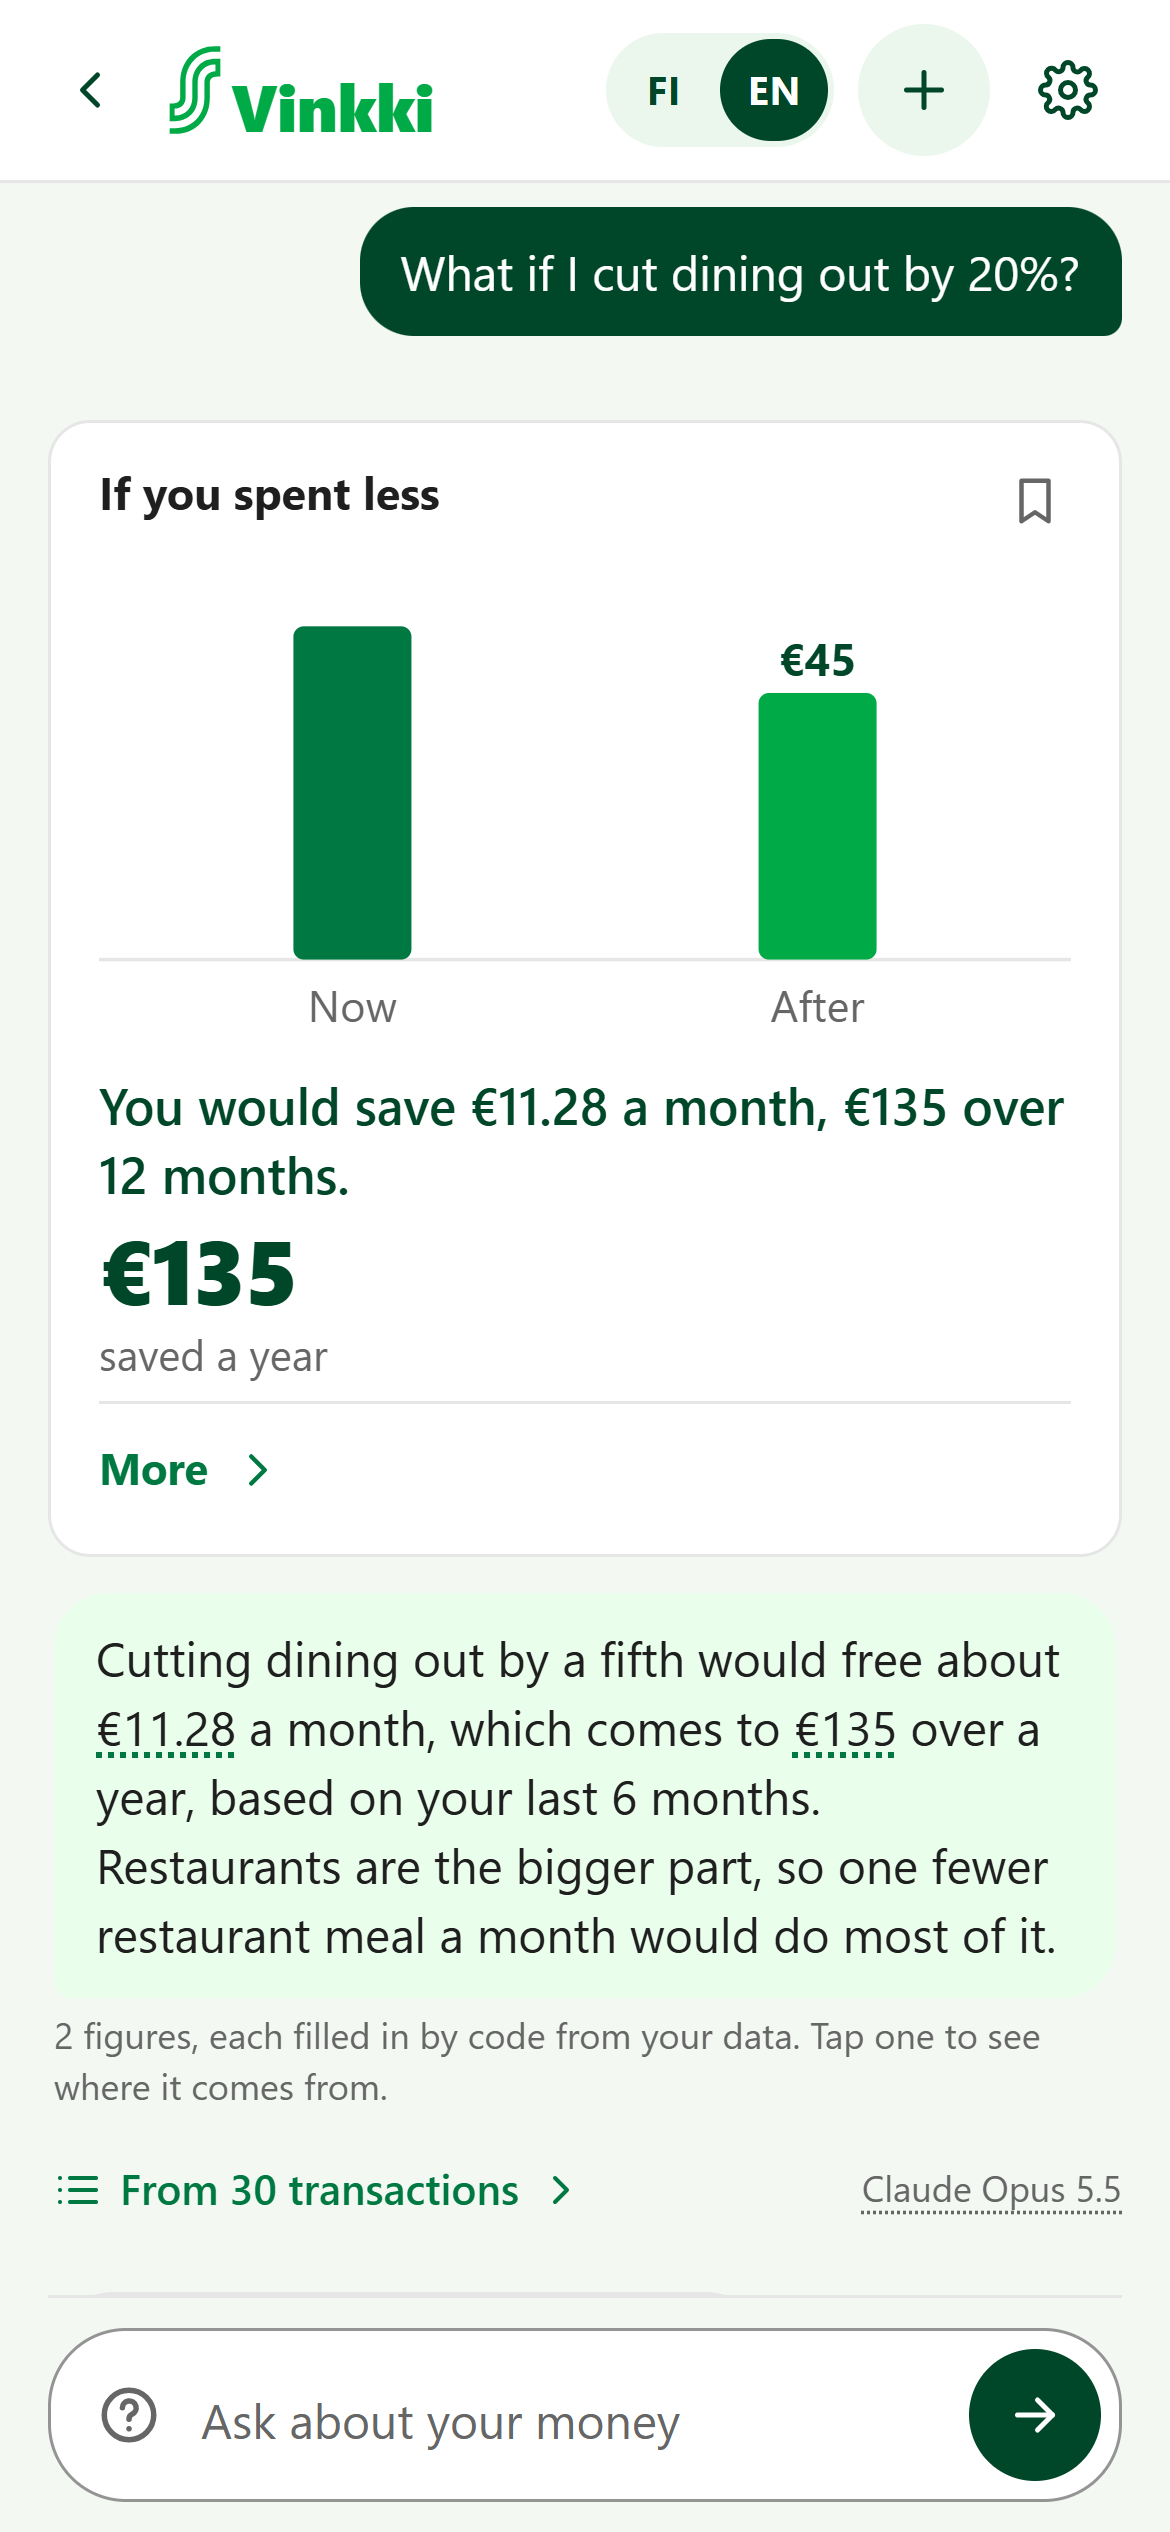 Vinkki
FI
EN
What if I cut dining out by 20%?
If you spent less
€45
Now
After
You would save €11.28 a month, €135 over
12 months.
€135
saved a year
More
Cutting dining out by a fifth would free about
€11.28 a month, which comes to €135 over a
year, based on your last 6 months.
Restaurants are the bigger part, so one fewer
restaurant meal a month would do most of it.
2 figures, each filled in by code from your data. Tap one to see
where it comes from.
From 30 transactions
Claude Opus 5.5
Ask about your money